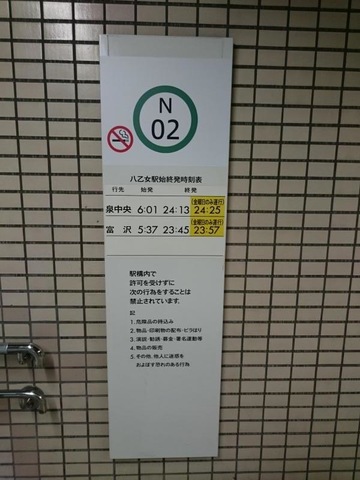 N
02
八乙女駅始終発時刻表
行先 始発 終発
(金曜日のみ運行)
泉中央 6:01 24:13 24:25
(金曜日のみ運行)
富沢 5:37 23:45 23:57
駅構内で
許可を受けずに
次の行為をすることは
禁止されています。
記
1.危険品の持込み
2.物品・印刷物の配布・ビラはり
3.演説・勧誘・募金・署名運動等
4.物品の販売
5.その他、他人に迷惑を
およぼす恐れのある行為